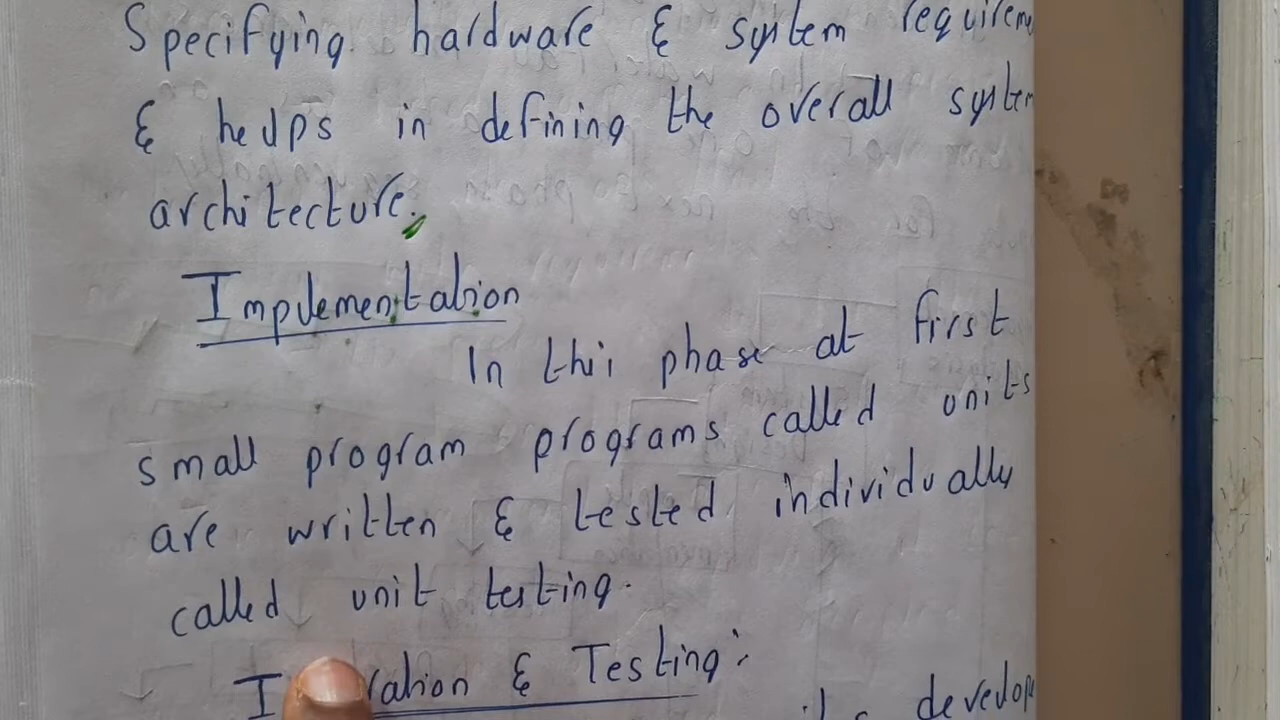 Specifying hardware & system requirem
& helps in defining the overall system
architecture.
Implementation
In this phase at first
small program programs called units
are written & tested individually
called unit testing.
ration & Testing:
develop